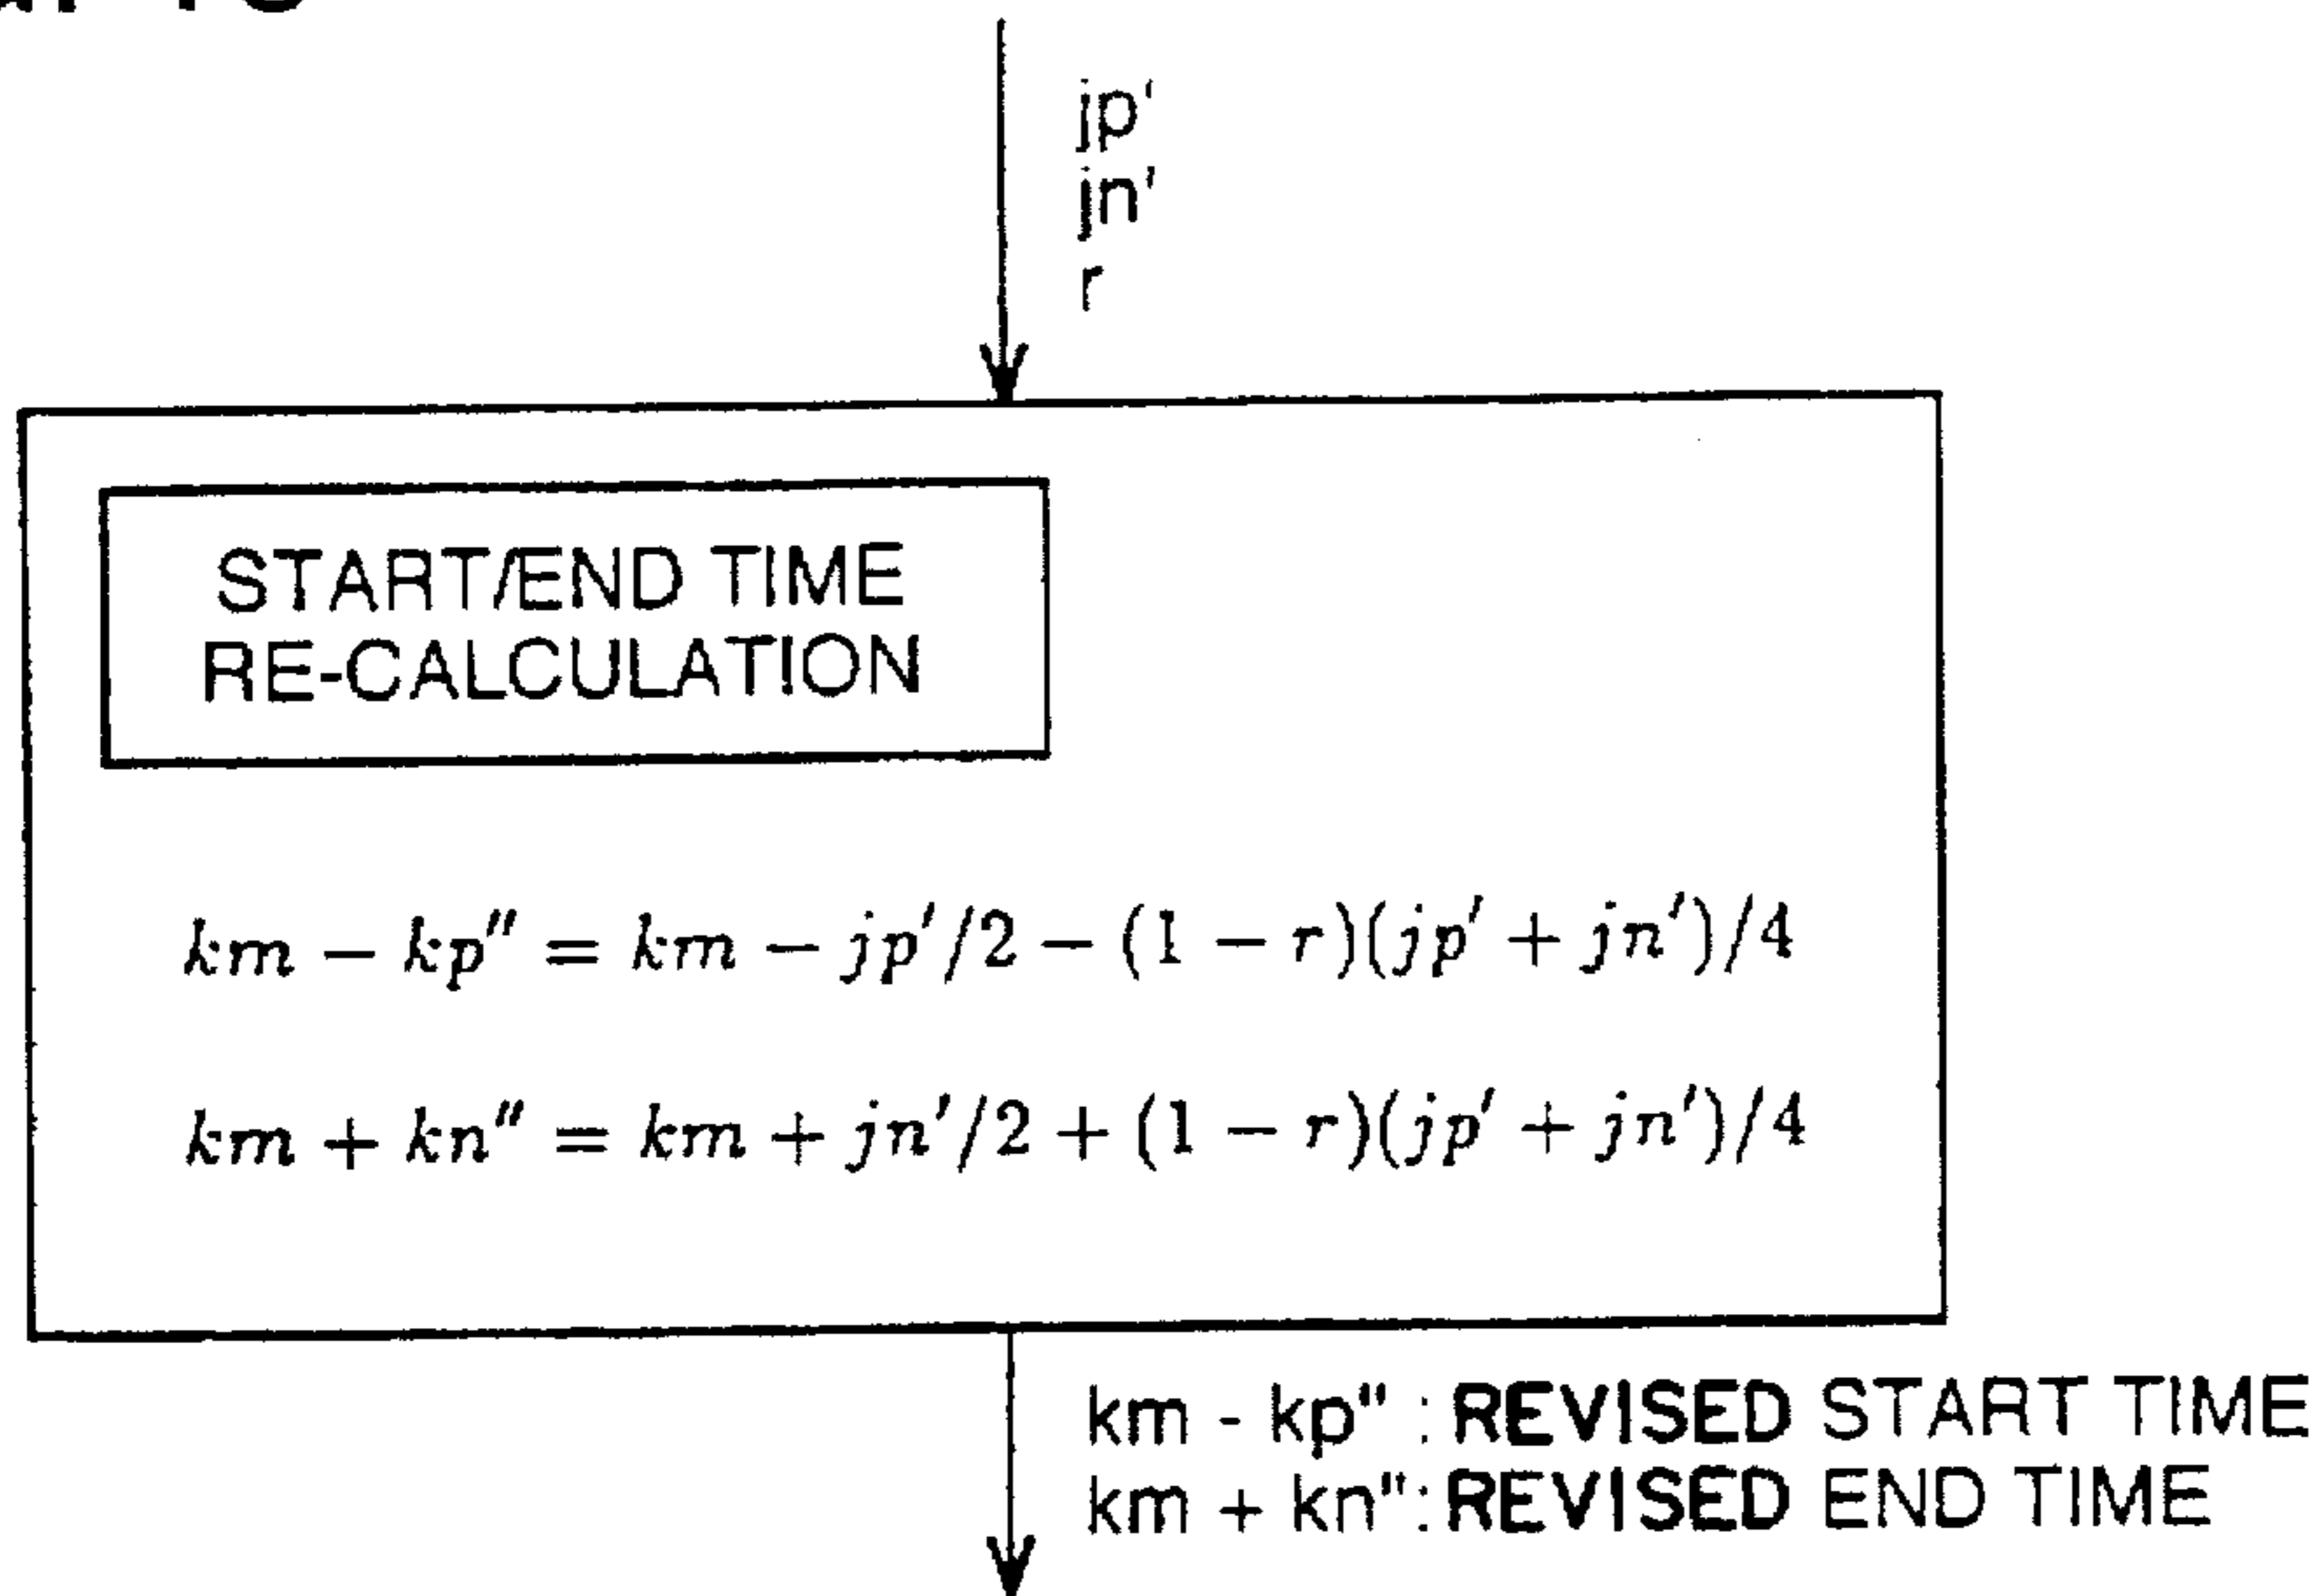 jp'
jn'
r
START/END TIME
RE-CALCULATION
km − kp″ = km − jp′/2 − (1 − r)(jp′ + jn′)/4
km + kn″ = km + jn′/2 + (1 − r)(jp′ + jn′)/4
km - kp" : REVISED START TIME
km + kn" : REVISED END TIME